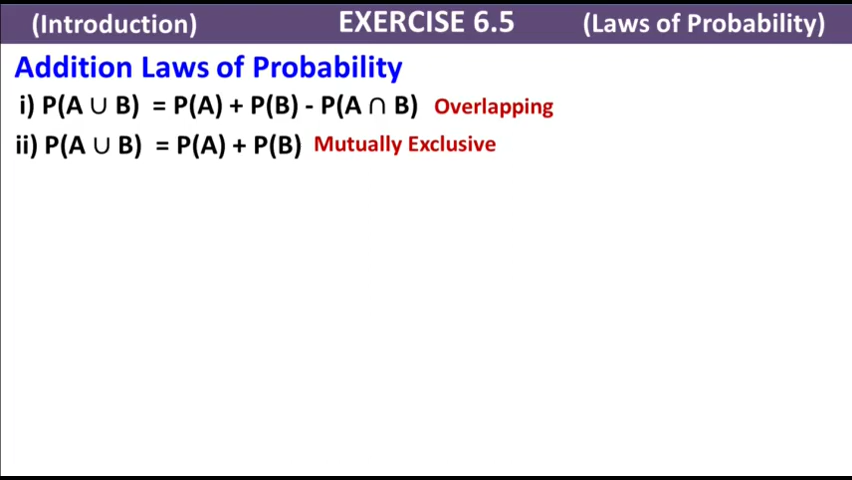 (Introduction) EXERCISE 6.5 (Laws of Probability)
Addition Laws of Probability
i) P(A ∪ B) = P(A) + P(B) - P(A ∩ B) Overlapping
ii) P(A ∪ B) = P(A) + P(B) Mutually Exclusive